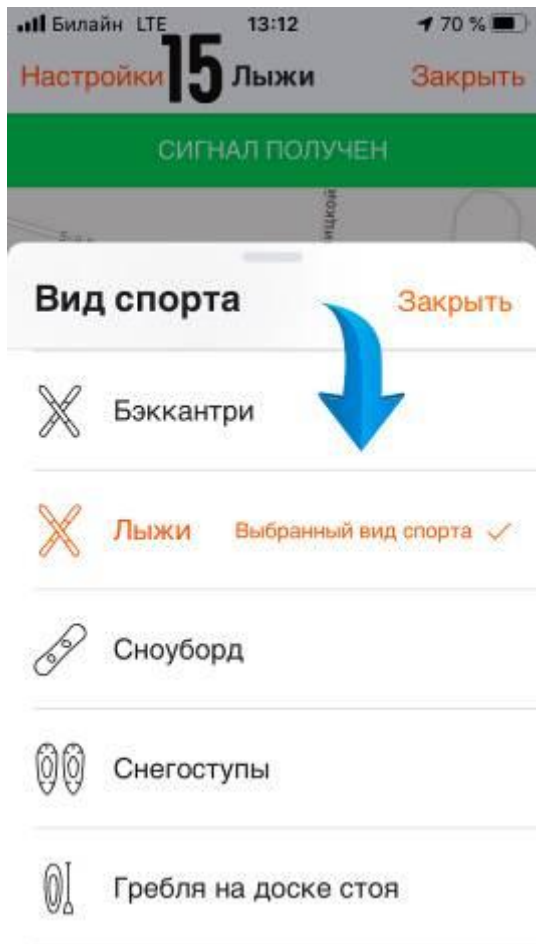 Билайн LTE 13:12 70 %
Настройки 15 Лыжи Закрыть
СИГНАЛ ПОЛУЧЕН
ицкой
Вид спорта Закрыть
Бэккантри
Лыжи Выбранный вид спорта
Сноуборд
Снегоступы
Гребля на доске стоя